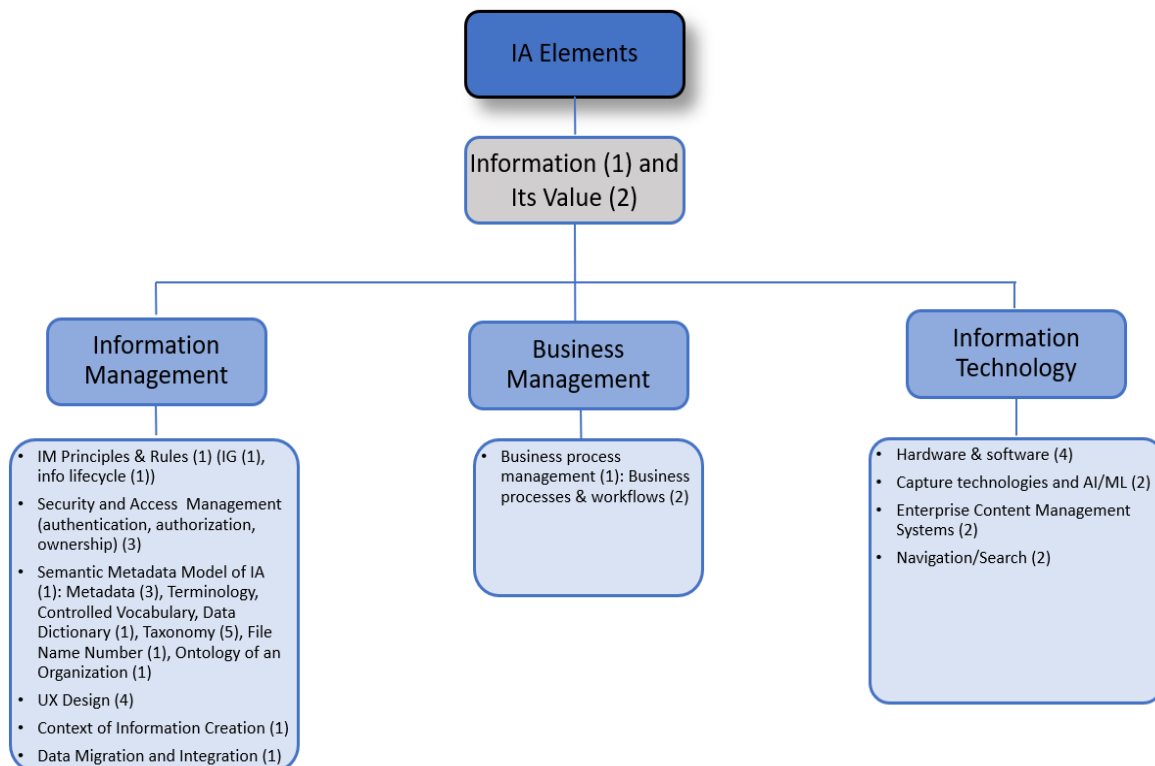 IA Elements
Information (1) and
Its Value (2)
Information
Management
Business
Management
Information
Technology
• IM Principles & Rules (1) (IG (1),
info lifecycle (1))
• Security and Access Management
(authentication, authorization,
ownership) (3)
• Semantic Metadata Model of IA
(1): Metadata (3), Terminology,
Controlled Vocabulary, Data
Dictionary (1), Taxonomy (5), File
Name Number (1), Ontology of an
Organization (1)
• UX Design (4)
• Context of Information Creation (1)
• Data Migration and Integration (1)
• Business process
management (1): Business
processes & workflows (2)
• Hardware & software (4)
• Capture technologies and AI/ML (2)
• Enterprise Content Management
Systems (2)
• Navigation/Search (2)